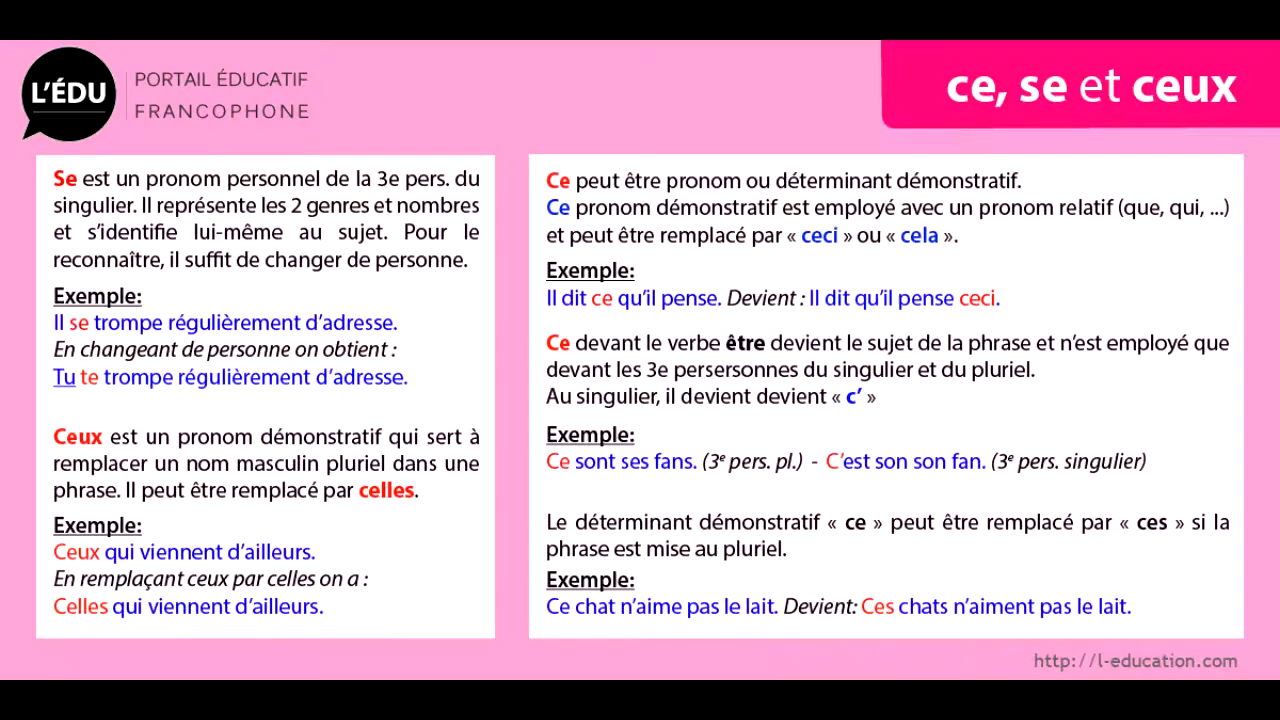 L'ÉDU
PORTAIL ÉDUCATIF
FRANCOPHONE
ce, se et ceux
Se est un pronom personnel de la 3e pers. du
singulier. Il représente les 2 genres et nombres
et s'identifie lui-même au sujet. Pour le
reconnaître, il suffit de changer de personne.
Exemple:
Il se trompe régulièrement d'adresse.
En changeant de personne on obtient :
Tu te trompe régulièrement d'adresse.
Ceux est un pronom démonstratif qui sert à
remplacer un nom masculin pluriel dans une
phrase. Il peut être remplacé par celles.
Exemple:
Ceux qui viennent d'ailleurs.
En remplaçant ceux par celles on a :
Celles qui viennent d'ailleurs.
Ce peut être pronom ou déterminant démonstratif.
Ce pronom démonstratif est employé avec un pronom relatif (que, qui, ...)
et peut être remplacé par « ceci » ou « cela ».
Exemple:
Il dit ce qu'il pense. Devient : Il dit qu'il pense ceci.
Ce devant le verbe être devient le sujet de la phrase et n'est employé que
devant les 3e persersonnes du singulier et du pluriel.
Au singulier, il devient devient « c' »
Exemple:
Ce sont ses fans. (3e pers. pl.) - C'est son son fan. (3e pers. singulier)
Le déterminant démonstratif « ce » peut être remplacé par « ces » si la
phrase est mise au pluriel.
Exemple:
Ce chat n'aime pas le lait. Devient: Ces chats n'aiment pas le lait.
http://l-education.com